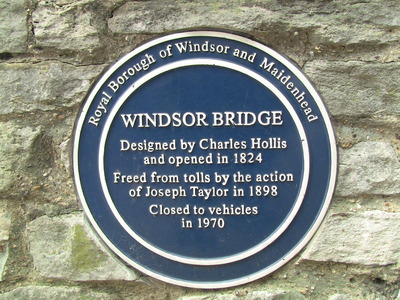 Royal Borough of Windsor and Maidenhead
WINDSOR BRIDGE
Designed by Charles Hollis
and opened in 1824
Freed from tolls by the action
of Joseph Taylor in 1898
Closed to vehicles
in 1970